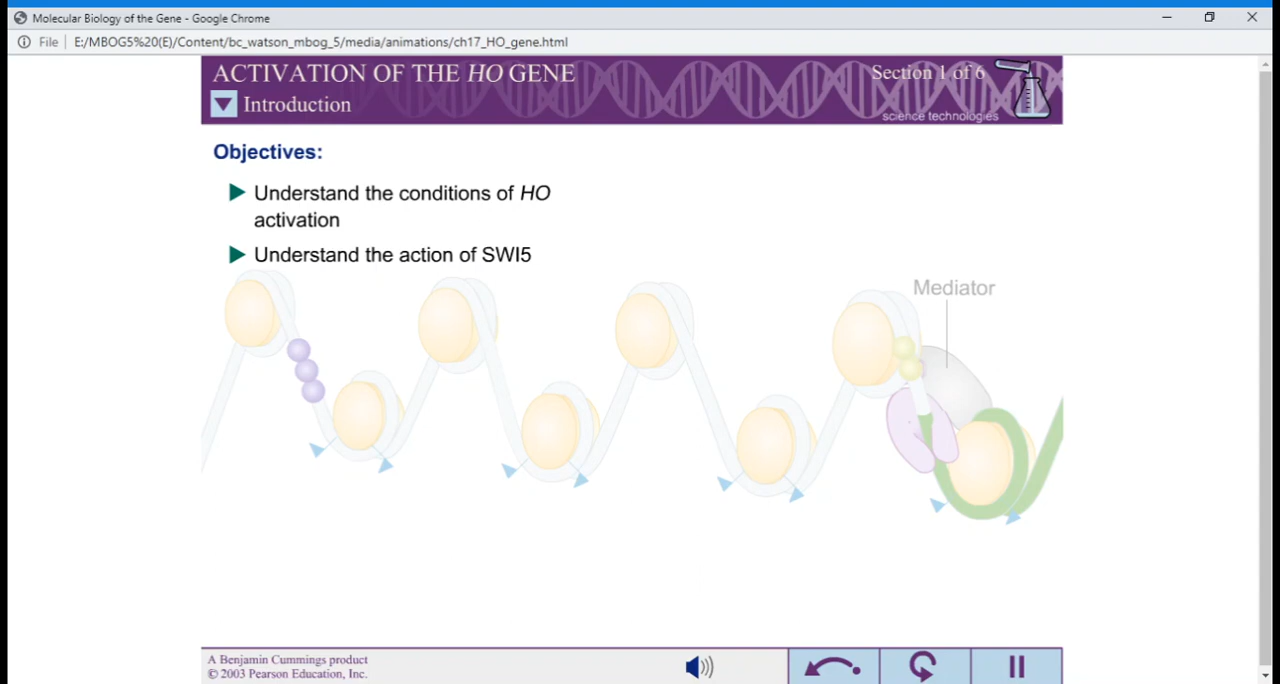 Molecular Biology of the Gene - Google Chrome
File | E:/MBOG5%20(E)/Content/bc_watson_mbog_5/media/animations/ch17_HO_gene.html
ACTIVATION OF THE HO GENE
Section 1 of 6
Introduction
science technologies
Objectives:
Understand the conditions of HO
activation
Understand the action of SWI5
Mediator
A Benjamin Cummings product
© 2003 Pearson Education, Inc.